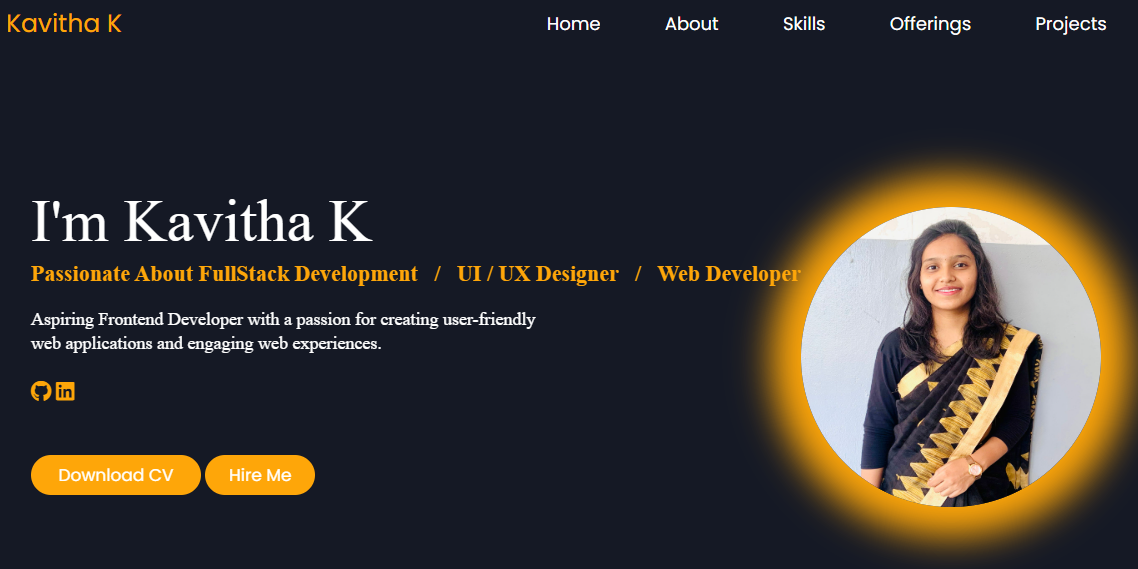 Kavitha K
Home About Skills Offerings Projects
I'm Kavitha K
Passionate About FullStack Development / UI / UX Designer / Web Developer
Aspiring Frontend Developer with a passion for creating user-friendly
web applications and engaging web experiences.
Download CV Hire Me